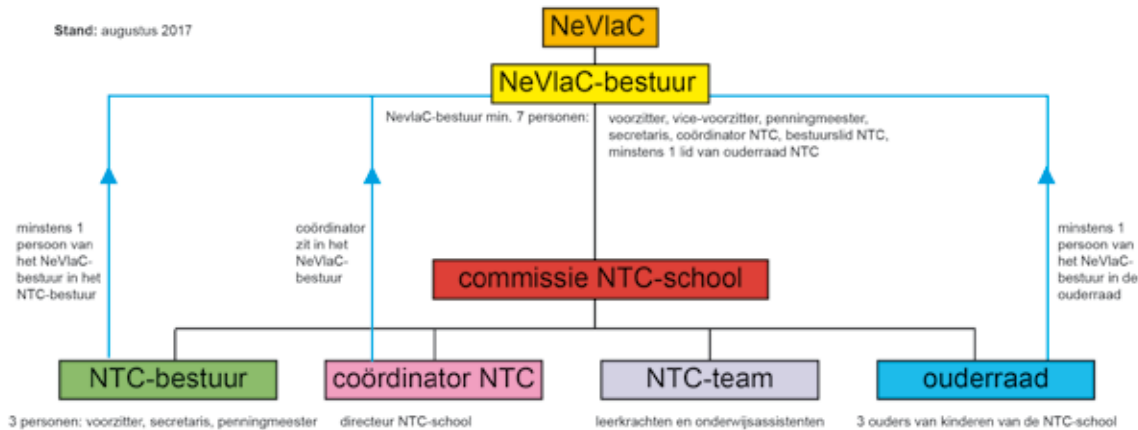 NeVlaC
Stand: augustus 2017
NeVlaC-bestuur
NevlaC-bestuur min. 7 personen:
voorzitter, vice-voorzitter, penningmeester,
secretaris, coördinator NTC, bestuurslid NTC,
minstens 1 lid van ouderraad NTC
minstens 1
persoon van
het NeVlaC-
bestuur in het
NTC-bestuur
coördinator
zit in het
NeVlaC-
bestuur
minstens 1
persoon van
het NeVlaC-
bestuur in de
ouderraad
commissie NTC-school
NTC-bestuur
coördinator NTC
NTC-team
ouderraad
3 personen: voorzitter, secretaris, penningmeester
directeur NTC-school
leerkrachten en onderwijsassistenten
3 ouders van kinderen van de NTC-school